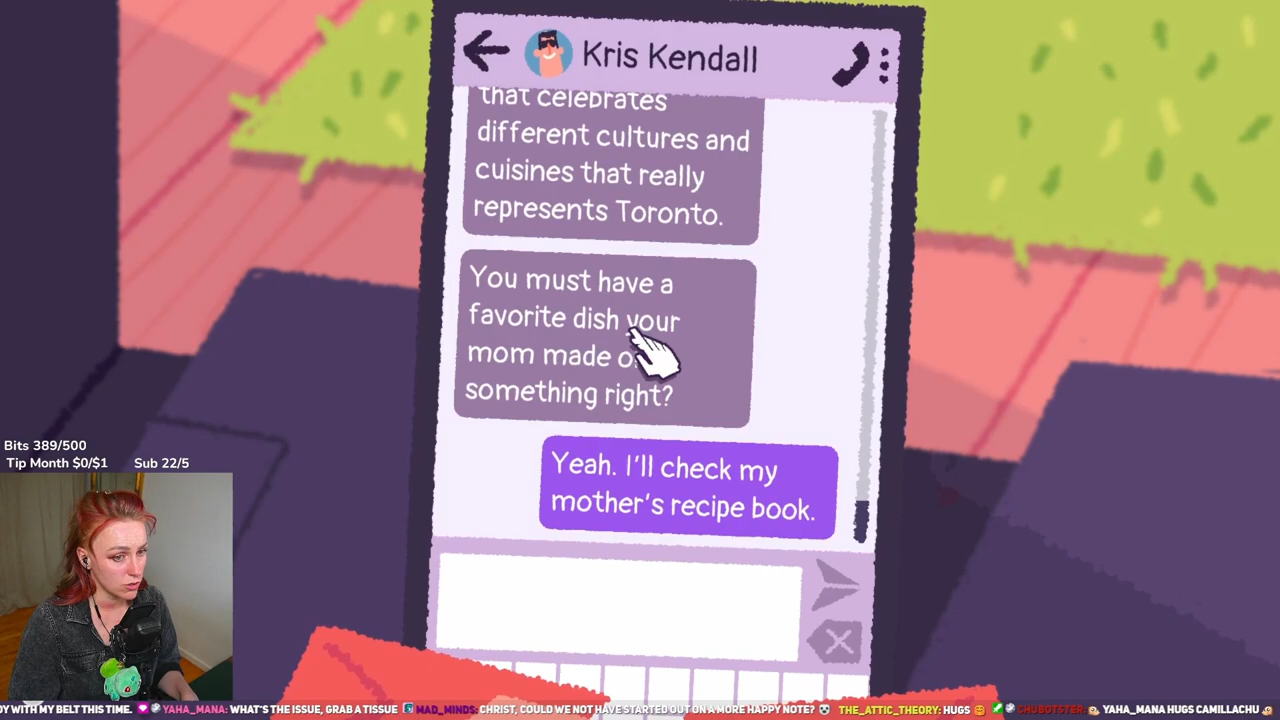 Kris Kendall
that celebrates
different cultures and
cuisines that really
represents Toronto.
You must have a
favorite dish your
mom made o
something right?
Yeah. I'll check my
mother's recipe book.
Bits 389/500
Tip Month $0/$1 Sub 22/5
WITH MY BELT THIS TIME. YAHA_MANA: WHAT'S THE ISSUE, GRAB A TISSUE MAD_MINDS: CHRIST, COULD WE NOT HAVE STARTED OUT ON A MORE HAPPY NOTE? THE_ATTIC_THEORY: HUGS CHUBOTSTER: YAHA_MANA HUGS CAMILLACHU